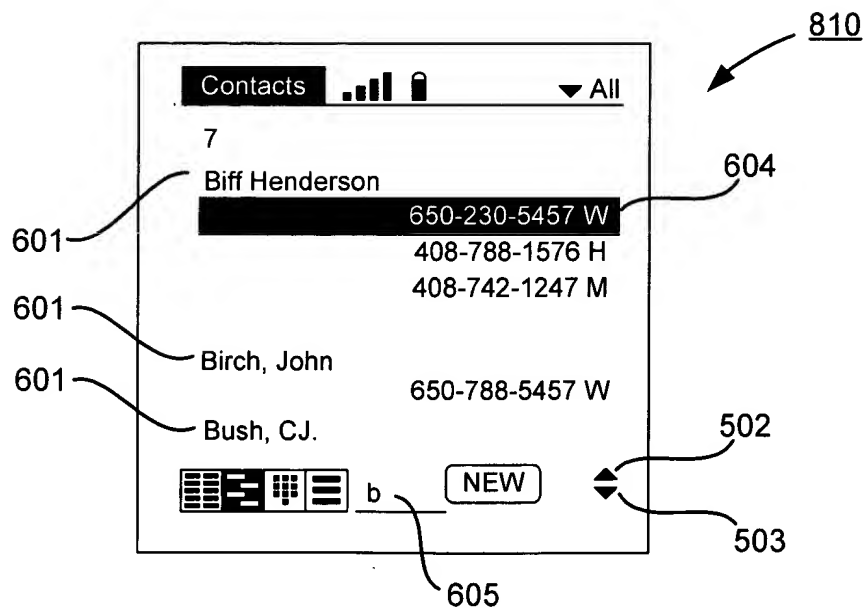 810
Contacts All
7
Biff Henderson
604
650-230-5457 W
601
408-788-1576 H
408-742-1247 M
601
Birch, John
601
650-788-5457 W
Bush, CJ.
502
b NEW
503
605